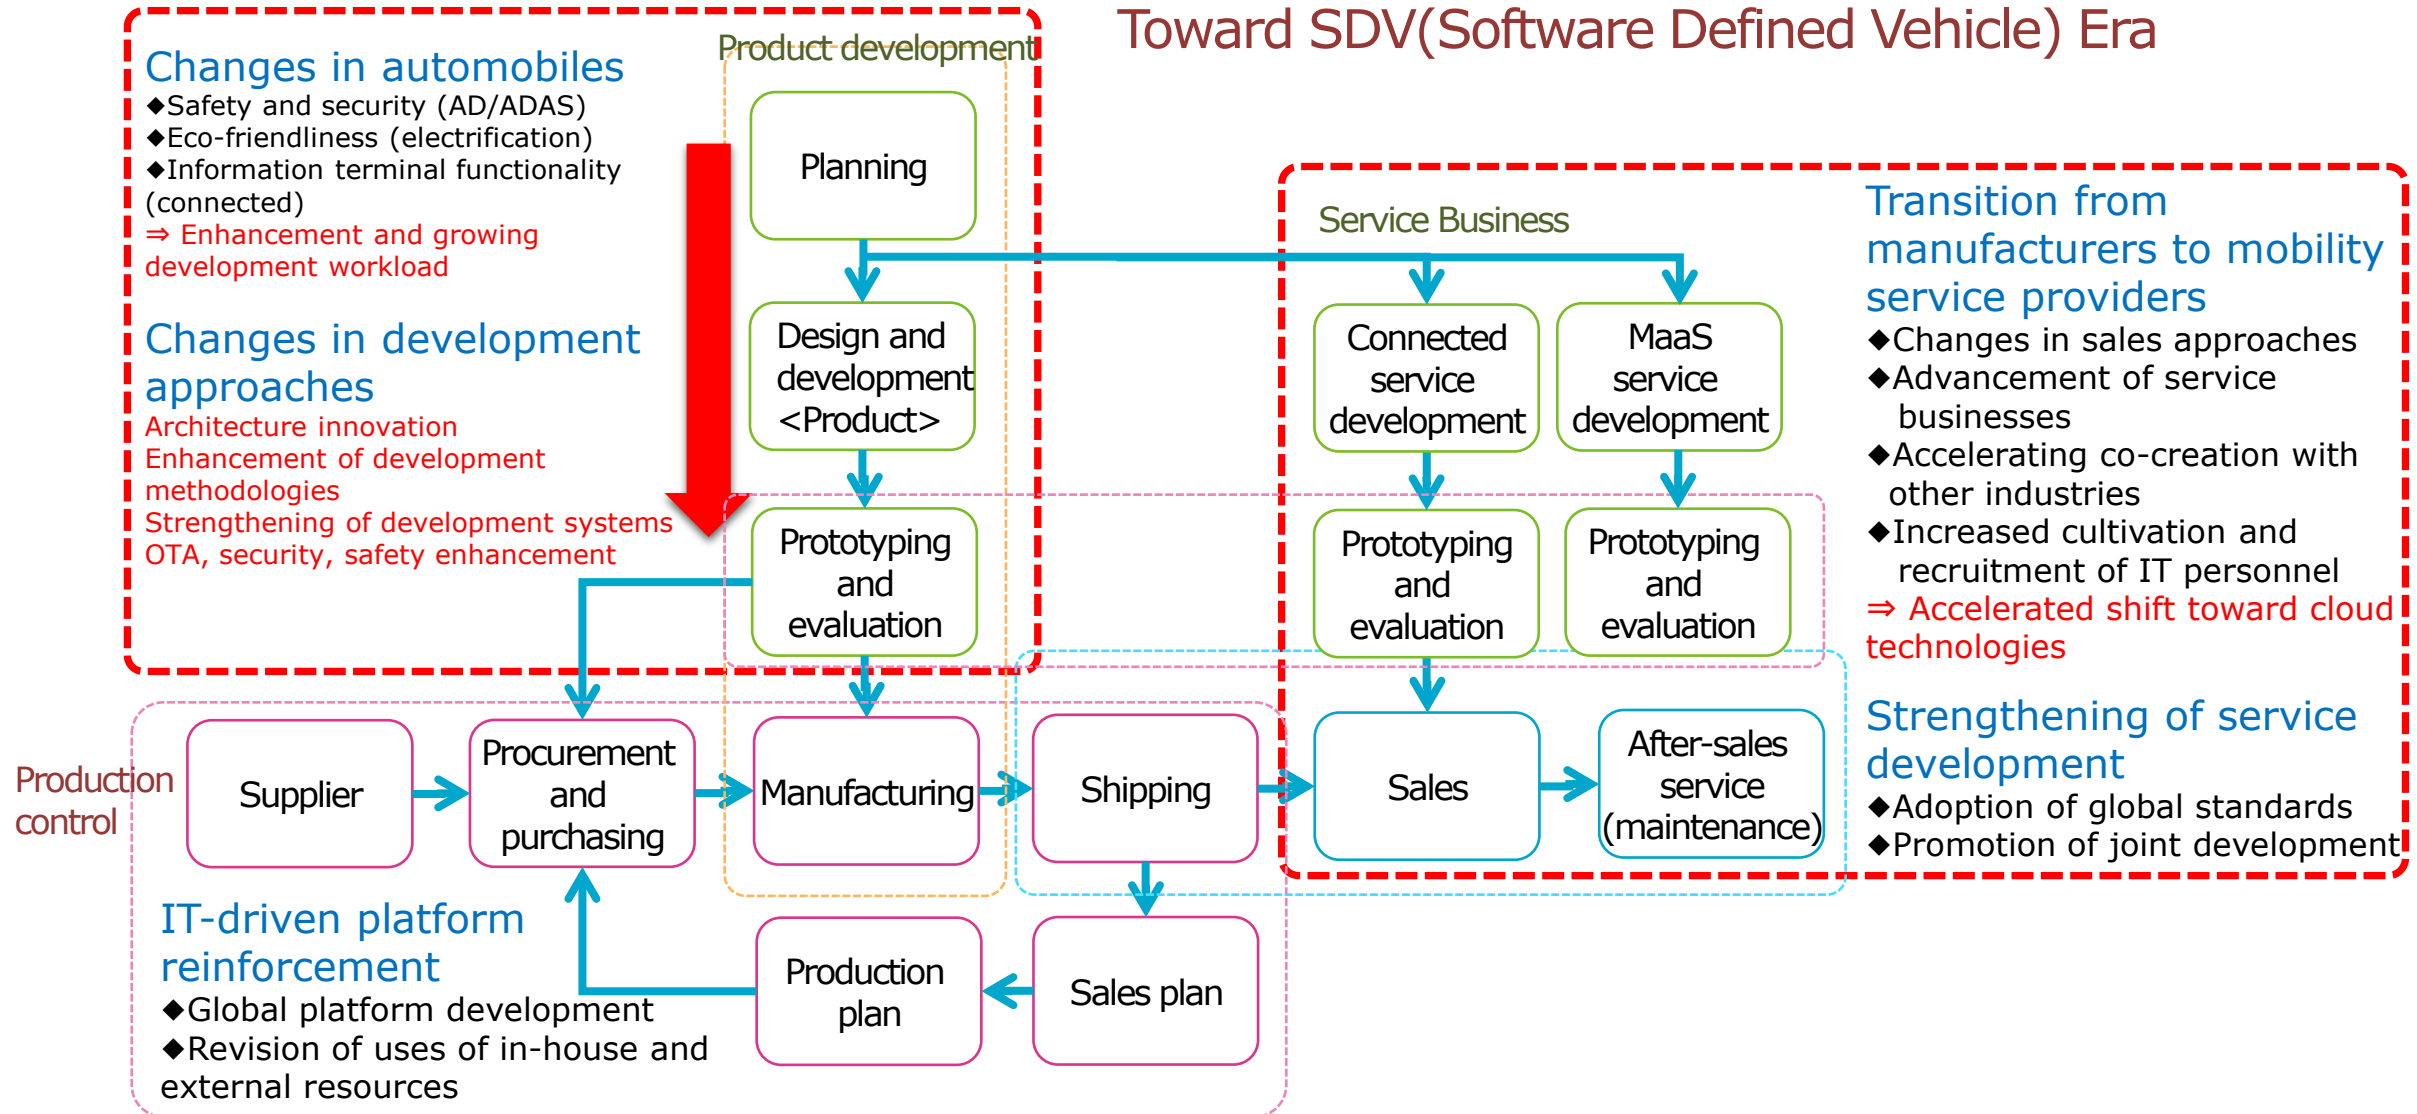 Toward SDV(Software Defined Vehicle) Era
Changes in automobiles
◆Safety and security (AD/ADAS)
◆Eco-friendliness (electrification)
◆Information terminal functionality
(connected)
⇒ Enhancement and growing
development workload
Changes in development
approaches
Architecture innovation
Enhancement of development
methodologies
Strengthening of development systems
OTA, security, safety enhancement
Product development
Planning
Design and
development
<Product>
Prototyping
and
evaluation
Service Business
Connected
service
development
MaaS
service
development
Prototyping
and
evaluation
Prototyping
and
evaluation
Transition from
manufacturers to mobility
service providers
◆Changes in sales approaches
◆Advancement of service
businesses
◆Accelerating co-creation with
other industries
◆Increased cultivation and
recruitment of IT personnel
⇒ Accelerated shift toward cloud
technologies
Strengthening of service
development
◆Adoption of global standards
◆Promotion of joint development
Production
control
Supplier
Procurement
and
purchasing
Manufacturing
Shipping
Sales
After-sales
service
(maintenance)
IT-driven platform
reinforcement
◆Global platform development
◆Revision of uses of in-house and
external resources
Production
plan
Sales plan